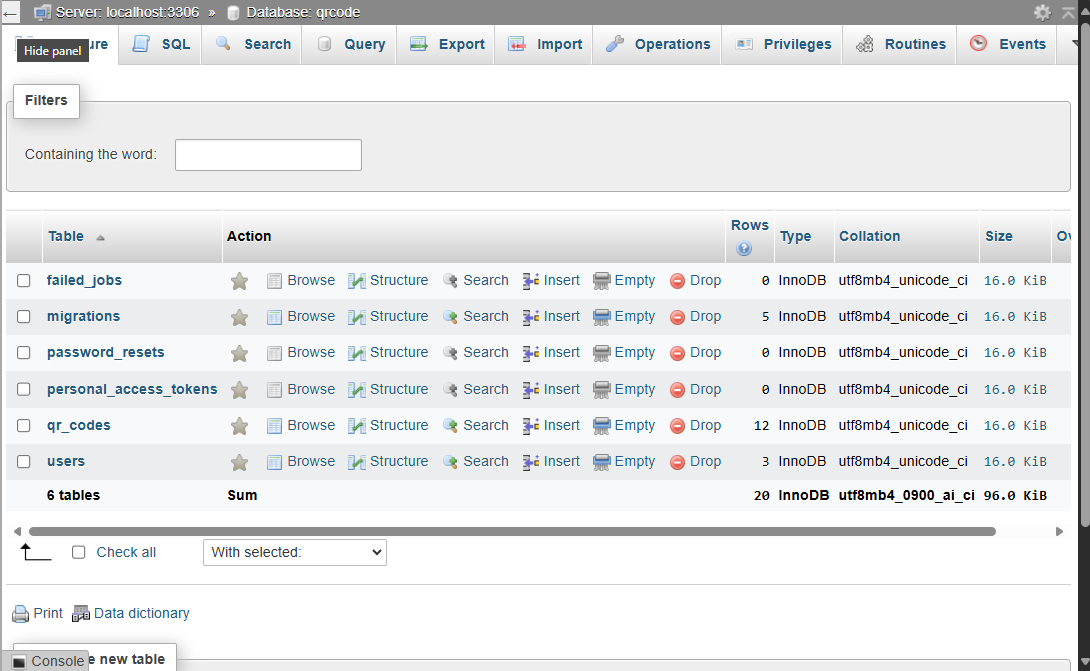 Server: localhost:3306 » Database: qrcode
Hide panel ure SQL Search Query Export Import Operations Privileges Routines Events
Filters
Containing the word:
Table Action Rows Type Collation Size Ov
failed_jobs Browse Structure Search Insert Empty Drop 0 InnoDB utf8mb4_unicode_ci 16.0 KiB
migrations Browse Structure Search Insert Empty Drop 5 InnoDB utf8mb4_unicode_ci 16.0 KiB
password_resets Browse Structure Search Insert Empty Drop 0 InnoDB utf8mb4_unicode_ci 16.0 KiB
personal_access_tokens Browse Structure Search Insert Empty Drop 0 InnoDB utf8mb4_unicode_ci 16.0 KiB
qr_codes Browse Structure Search Insert Empty Drop 12 InnoDB utf8mb4_unicode_ci 16.0 KiB
users Browse Structure Search Insert Empty Drop 3 InnoDB utf8mb4_unicode_ci 16.0 KiB
6 tables Sum 20 InnoDB utf8mb4_0900_ai_ci 96.0 KiB
Check all With selected:
Print Data dictionary
Console e new table